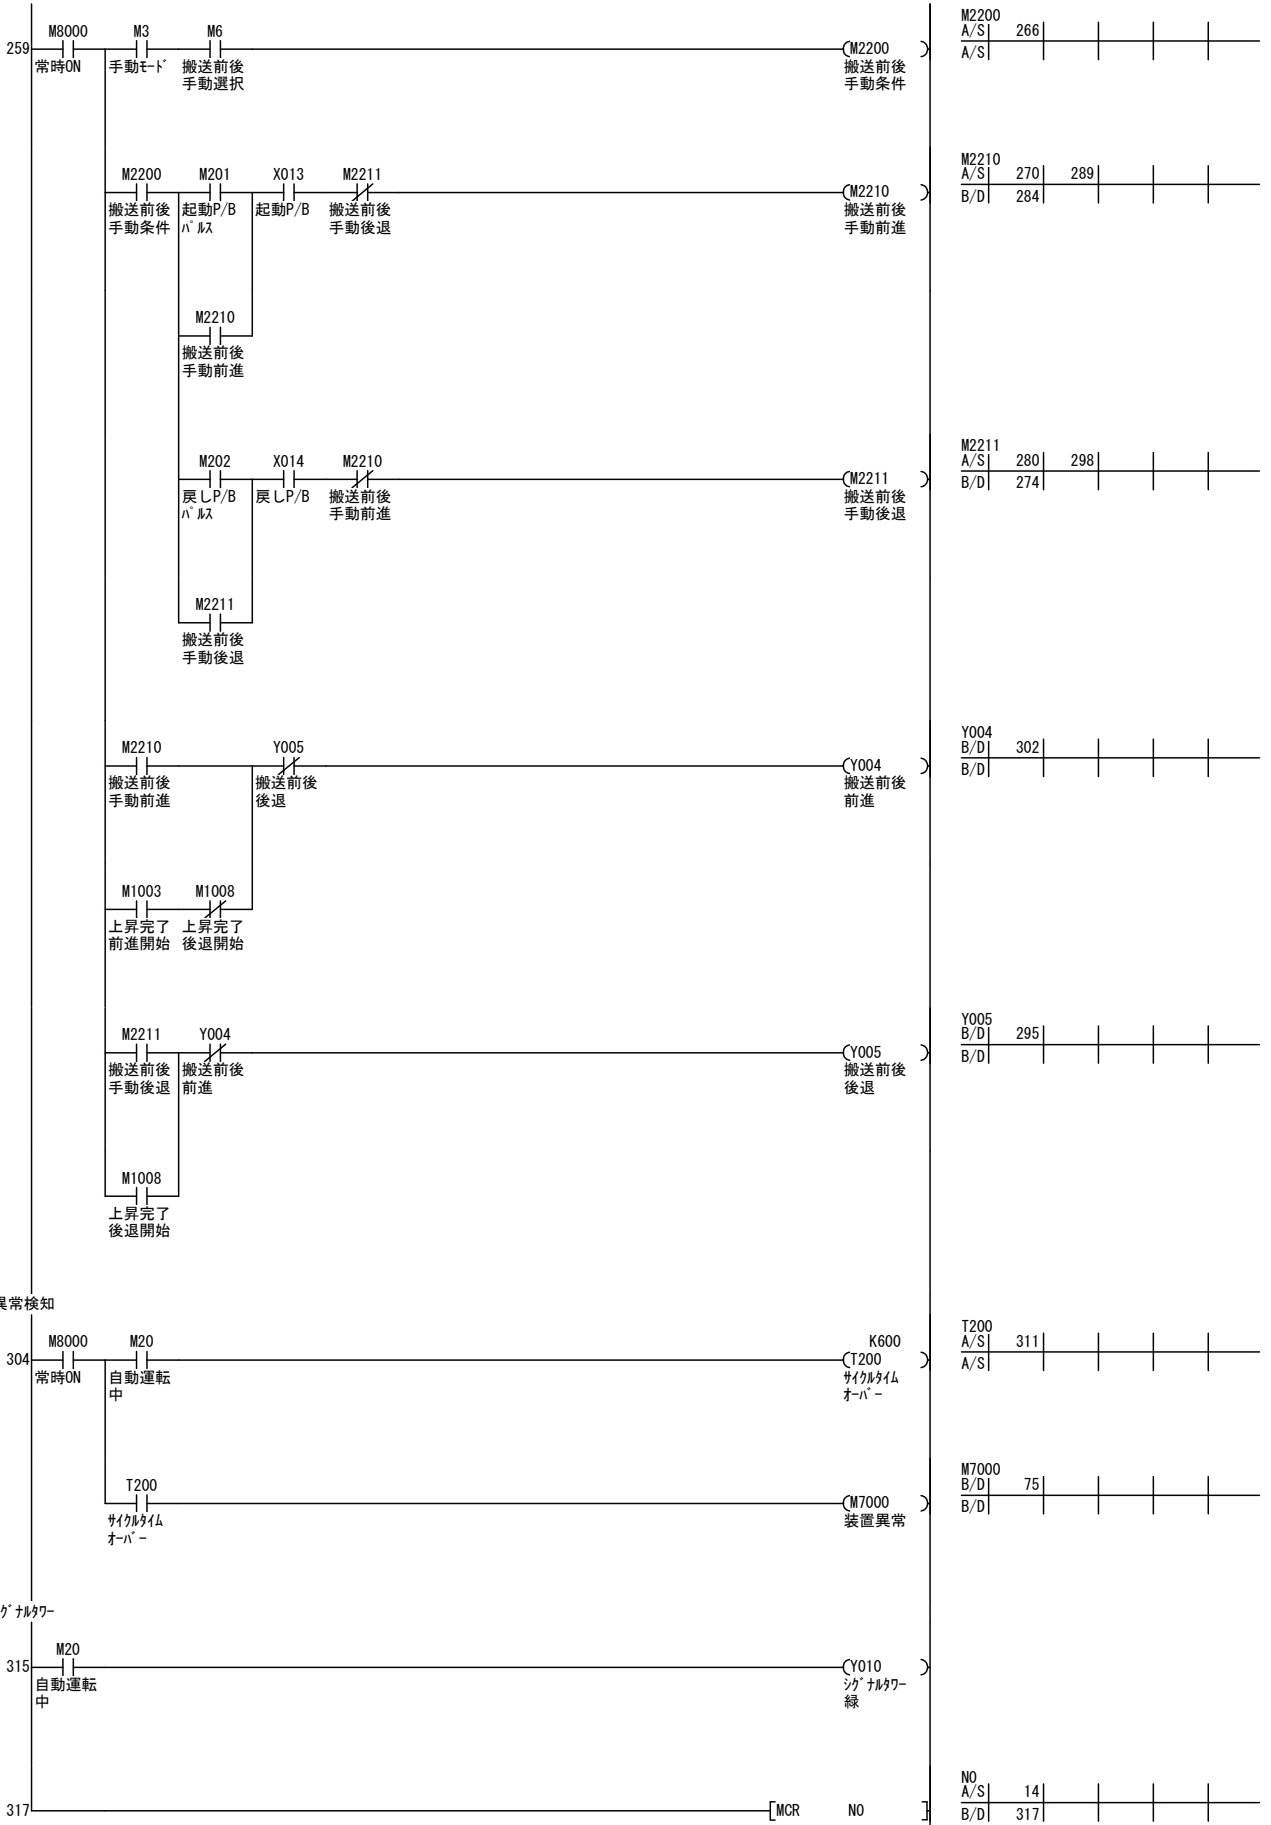 M2200
M8000 M3 M6 A/S 266
259 (M2200 ) A/S
常時ON 手動ﾓｰﾄﾞ 搬送前後 搬送前後
手動選択 手動条件
M2210
M2200 M201 X013 M2211 A/S 270 289
(M2210 ) B/D 284
搬送前後 起動P/B 起動P/B 搬送前後 搬送前後
手動条件 ﾊﾟﾙｽ 手動後退 手動前進
M2210
搬送前後
手動前進
M2211
M202 X014 M2210 A/S 280 298
(M2211 ) B/D 274
戻しP/B 戻しP/B 搬送前後 搬送前後
ﾊﾟﾙｽ 手動前進 手動後退
M2211
搬送前後
手動後退
Y004
M2210 Y005 B/D 302
(Y004 ) B/D
搬送前後 搬送前後 搬送前後
手動前進 後退 前進
M1003 M1008
上昇完了 上昇完了
前進開始 後退開始
Y005
M2211 Y004 B/D 295
(Y005 ) B/D
搬送前後 搬送前後 搬送前後
手動後退 前進 後退
M1008
上昇完了
後退開始
異常検知
T200
M8000 M20 K600 A/S 311
304 (T200 ) A/S
常時ON 自動運転 ｻｲｸﾙﾀｲﾑ
中 ｵｰﾊﾞｰ
M7000
T200 B/D 75
(M7000 ) B/D
ｻｲｸﾙﾀｲﾑ 装置異常
ｵｰﾊﾞｰ
ｸﾞﾅﾙﾀﾜｰ
M20
315 (Y010 )
自動運転 ｼｸﾞﾅﾙﾀﾜｰ
中 緑
N0
A/S 14
317 [MCR N0 ] B/D 317